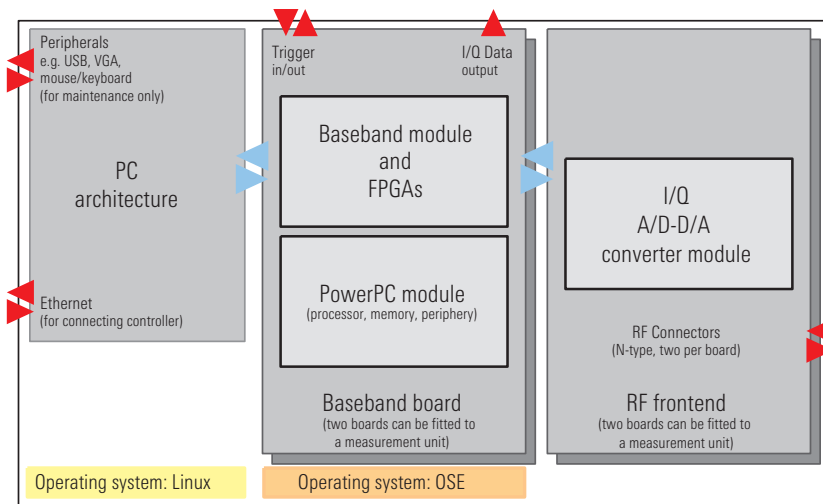 Peripherals
e.g. USB, VGA,
mouse/keyboard
(for maintenance only)
PC
architecture
Ethernet
(for connecting controller)
Operating system: Linux
Trigger
in/out
I/Q Data
output
Baseband module
and
FPGAs
PowerPC module
(processor, memory, periphery)
Baseband board
(two boards can be fitted to
a measurement unit)
Operating system: OSE
I/Q
A/D-D/A
converter module
RF Connectors
(N-type, two per board)
RF frontend
(two boards can be fitted to
a measurement unit)